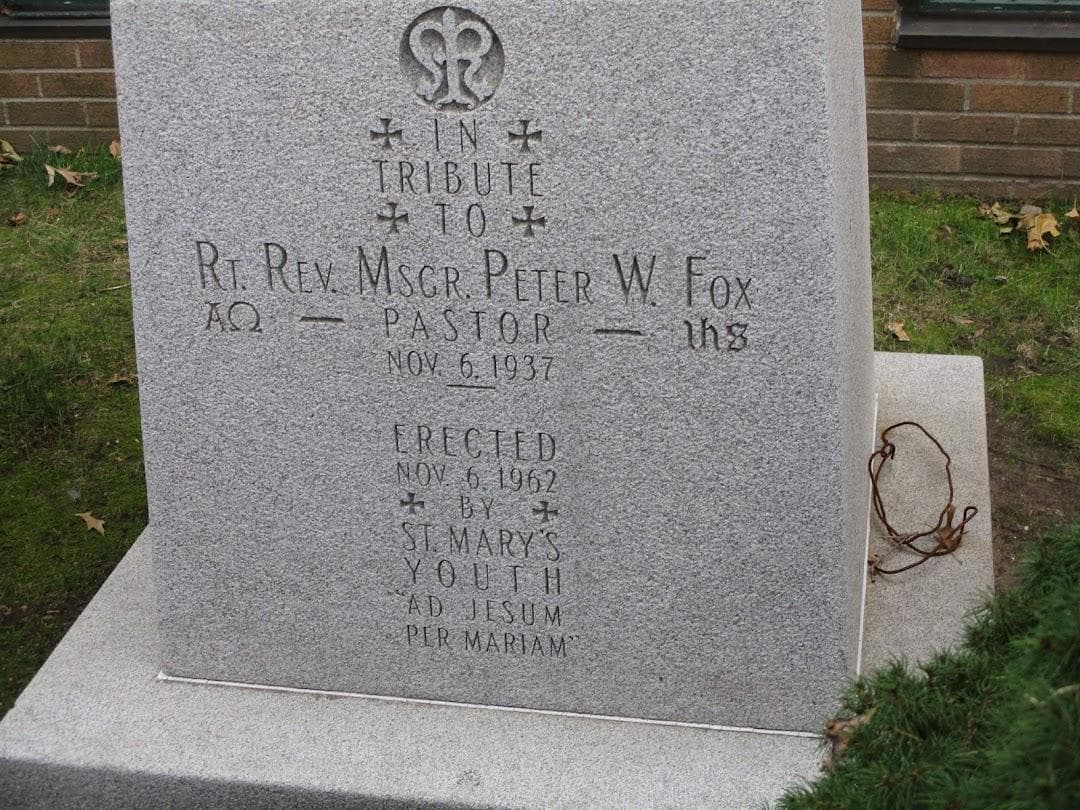 IN
TRIBUTE
TO
RT. REV. MSGR. PETER W. FOX
ΑΩ — PASTOR — ihs
NOV. 6. 1937
ERECTED
NOV. 6. 1962
BY
ST. MARY'S
YOUTH
"AD JESUM
PER MARIAM"